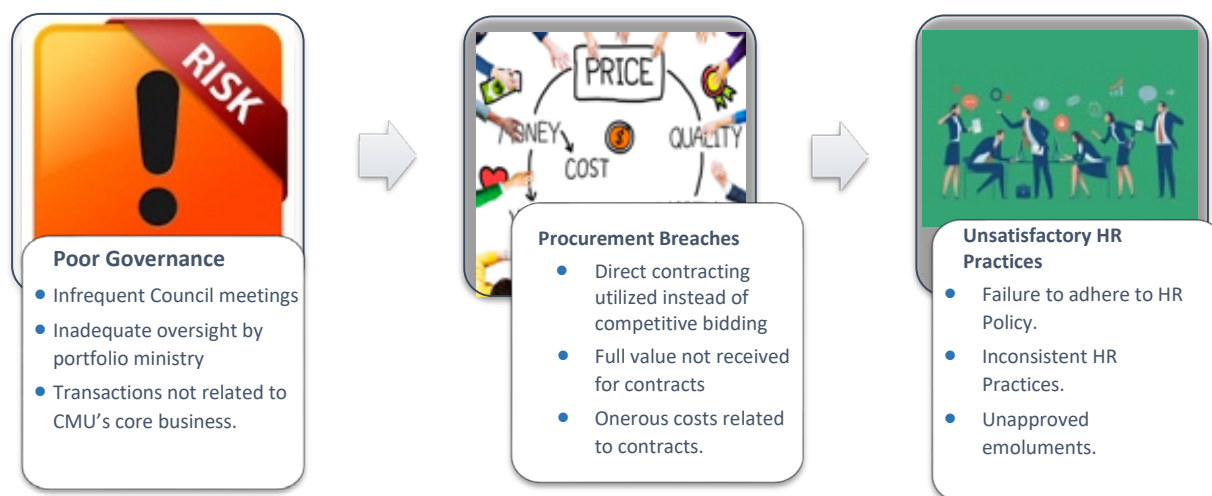 RISK
Poor Governance
Infrequent Council meetings
Inadequate oversight by
portfolio ministry
Transactions not related to
CMU's core business.
PRICE
MONEY
QUALITY
COST
Procurement Breaches
Direct contracting
utilized instead of
competitive bidding
Full value not received
for contracts
Onerous costs related
to contracts.
Unsatisfactory HR
Practices
Failure to adhere to HR
Policy.
Inconsistent HR
Practices.
Unapproved
emoluments.